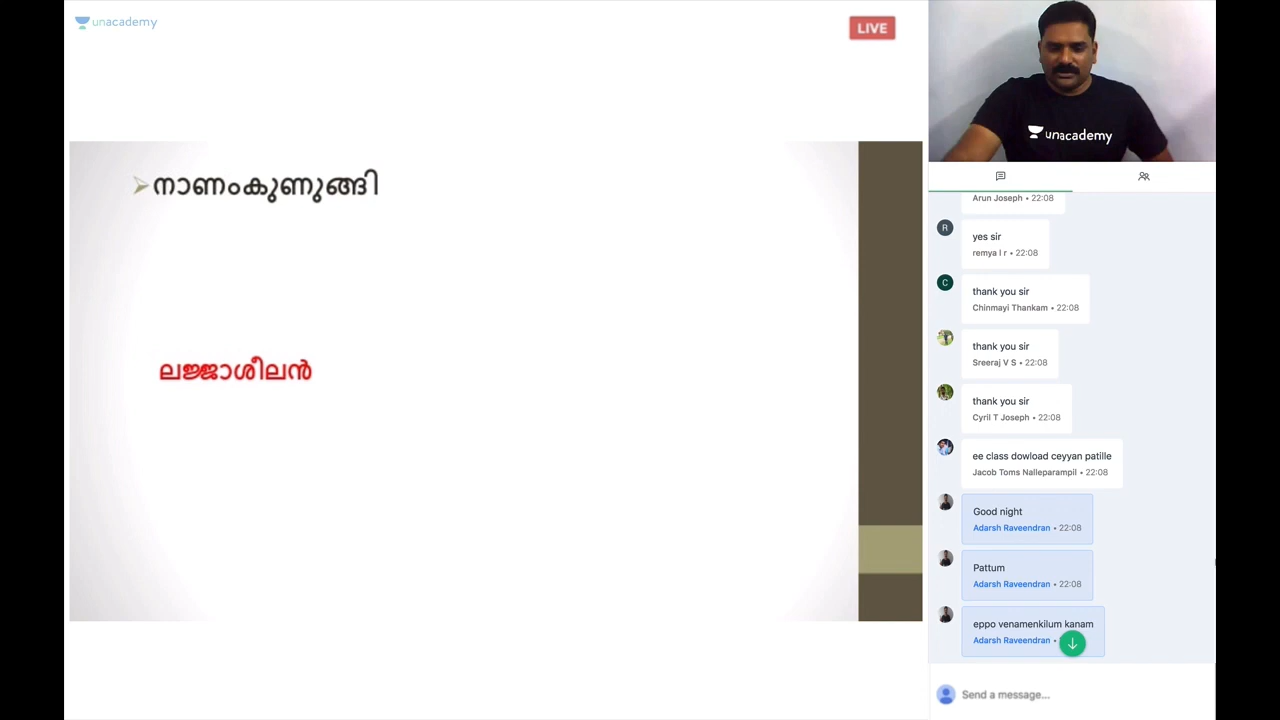 unacademy
LIVE
നാണംകുണുങ്ങി
ലജ്ജാശീലൻ
unacademy
Arun Joseph • 22:08
R
yes sir
remya l r • 22:08
C
thank you sir
Chinmayi Thankam • 22:08
thank you sir
Sreeraj V S • 22:08
thank you sir
Cyril T Joseph • 22:08
ee class dowload ceyyan patille
Jacob Toms Nalleparampil • 22:08
Good night
Adarsh Raveendran • 22:08
Pattum
Adarsh Raveendran • 22:08
eppo venamenkilum kanam
Adarsh Raveendran •
Send a message...